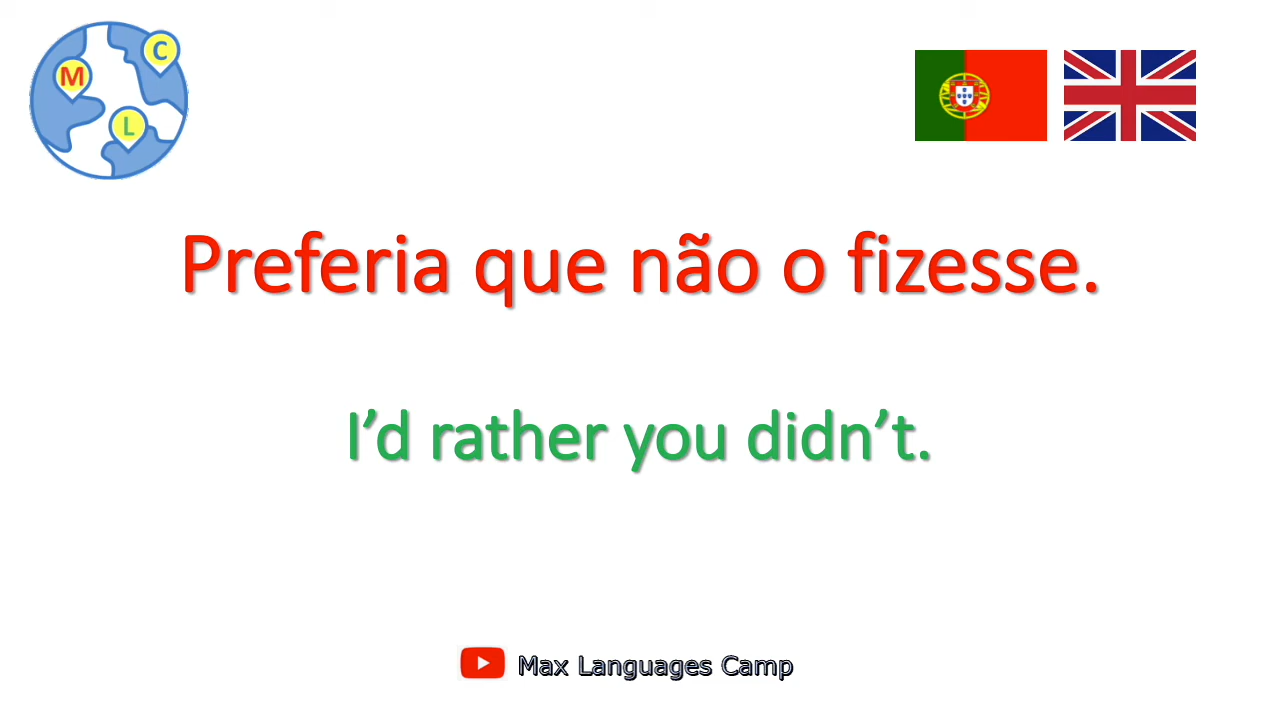 M
C
L
Preferia que não o fizesse.
I’d rather you didn’t.
Max Languages Camp